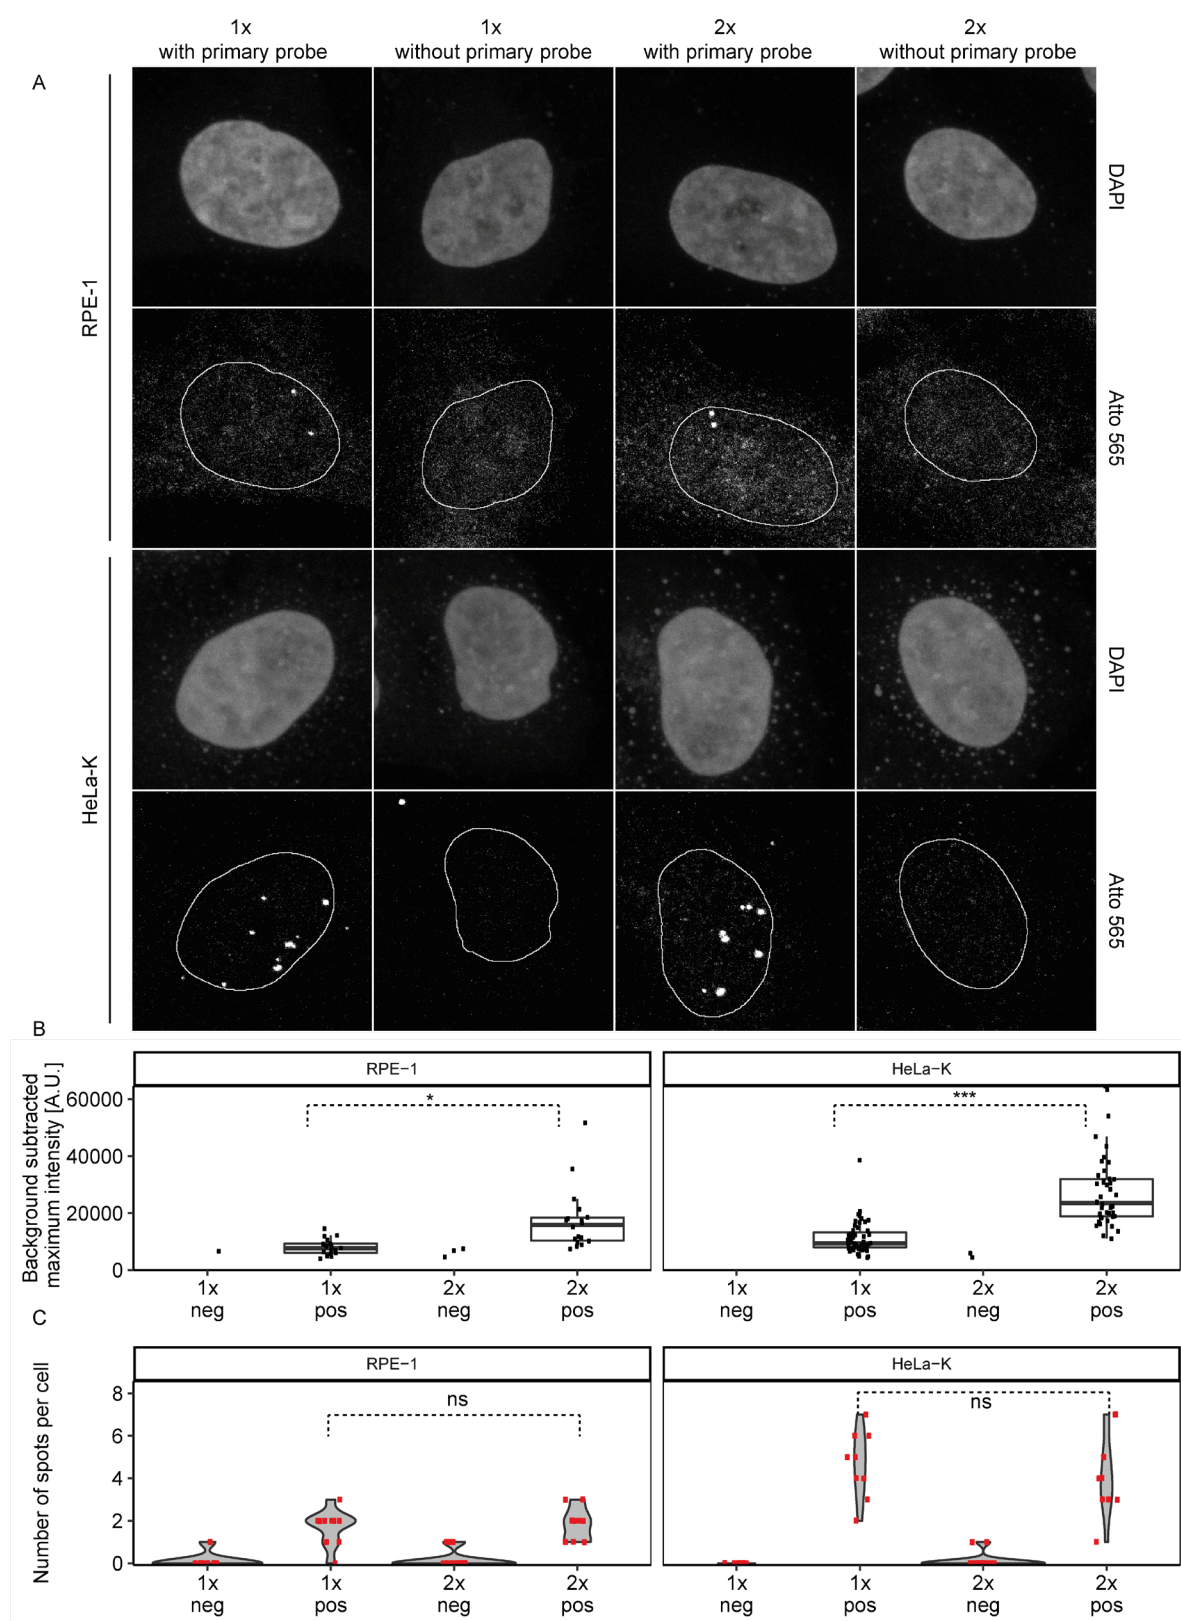 1x
with primary probe
1x
without primary probe
2x
with primary probe
2x
without primary probe
A
RPE-1
DAPI
Atto 565
HeLa-K
DAPI
Atto 565
B
Background subtracted
maximum intensity [A.U.]
RPE−1
HeLa−K
60000
40000
20000
0
*
***
1x
neg
1x
pos
2x
neg
2x
pos
1x
neg
1x
pos
2x
neg
2x
pos
C
Number of spots per cell
RPE−1
HeLa−K
8
6
4
2
0
ns
ns
1x
neg
1x
pos
2x
neg
2x
pos
1x
neg
1x
pos
2x
neg
2x
pos